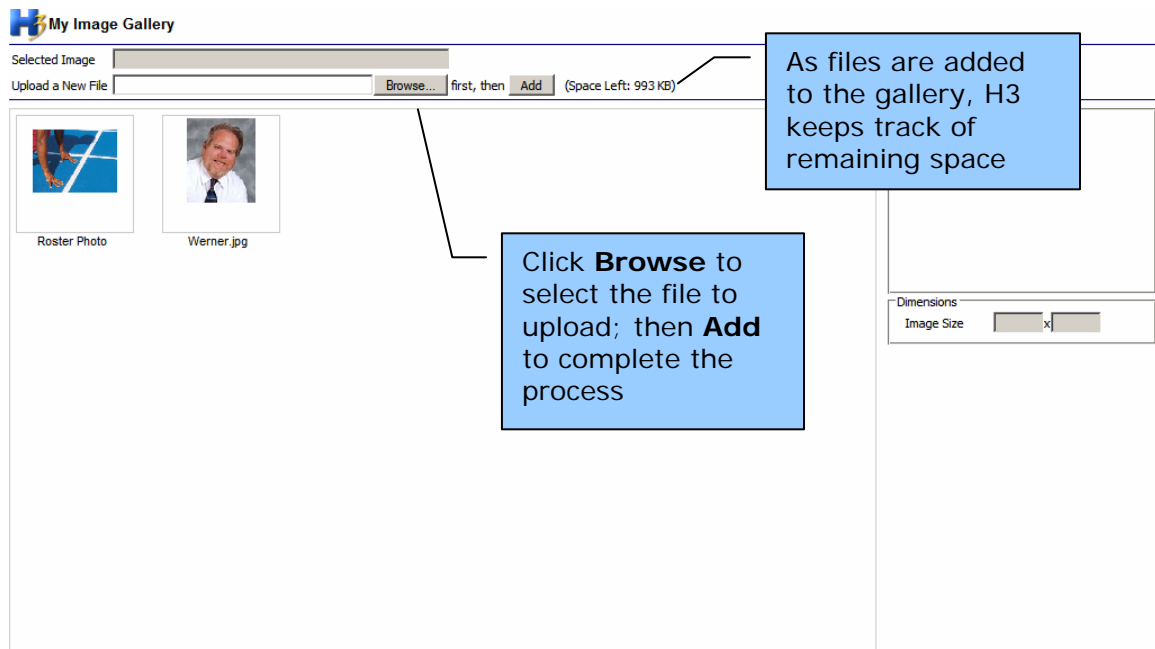 H3 My Image Gallery
Selected Image
Upload a New File Browse... first, then Add (Space Left: 993 KB)
As files are added
to the gallery, H3
keeps track of
remaining space
Roster Photo Werner.jpg
Click Browse to
select the file to
upload; then Add
to complete the
process
Dimensions
Image Size x